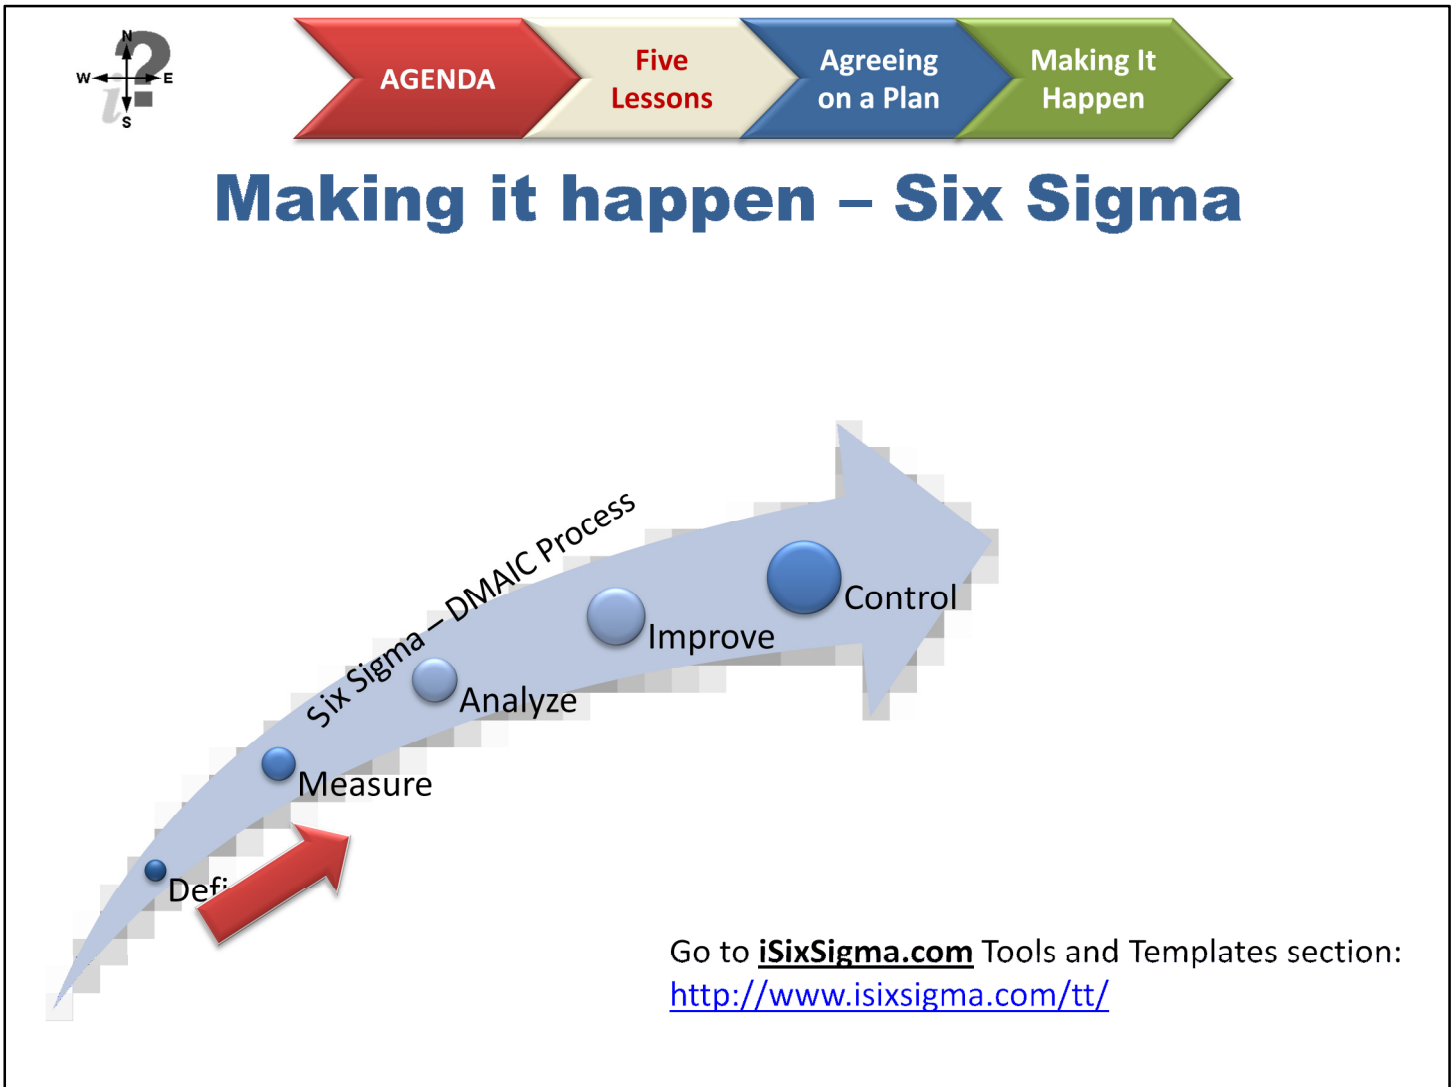 N
W E
S
AGENDA
Five
Lessons
Agreeing
on a Plan
Making It
Happen
Making it happen – Six Sigma
Six Sigma – DMAIC Process
Control
Improve
Analyze
Measure
Defi
Go to iSixSigma.com Tools and Templates section:
http://www.isixsigma.com/tt/